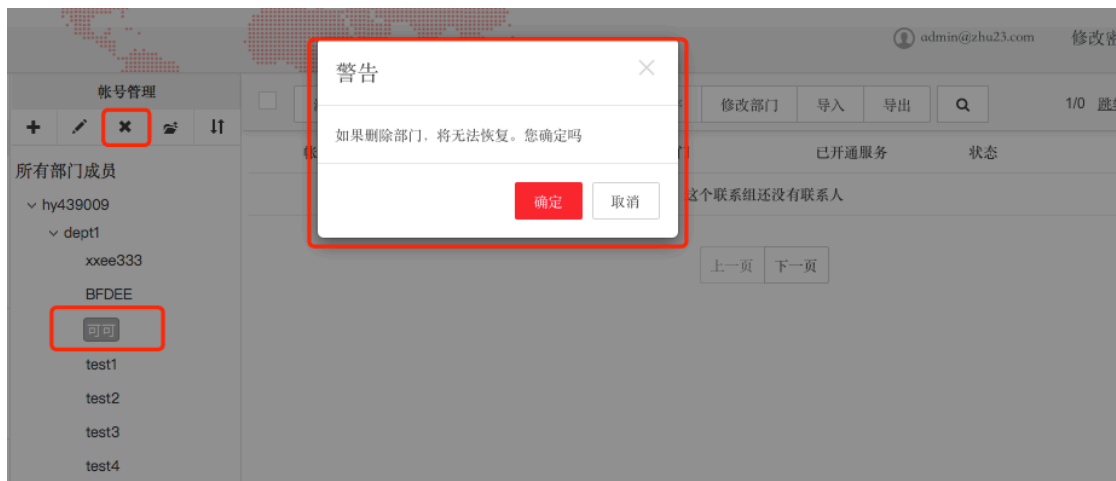 admin@zhu23.com 修改密
帐号管理
警告
修改部门 导入 导出 1/0
如果删除部门，将无法恢复。您确定吗
已开通服务 状态
所有部门成员
hy439009
这个联系组还没有联系人
确定 取消
dept1
xxee333
上一页 下一页
BFDEE
可可
test1
test2
test3
test4